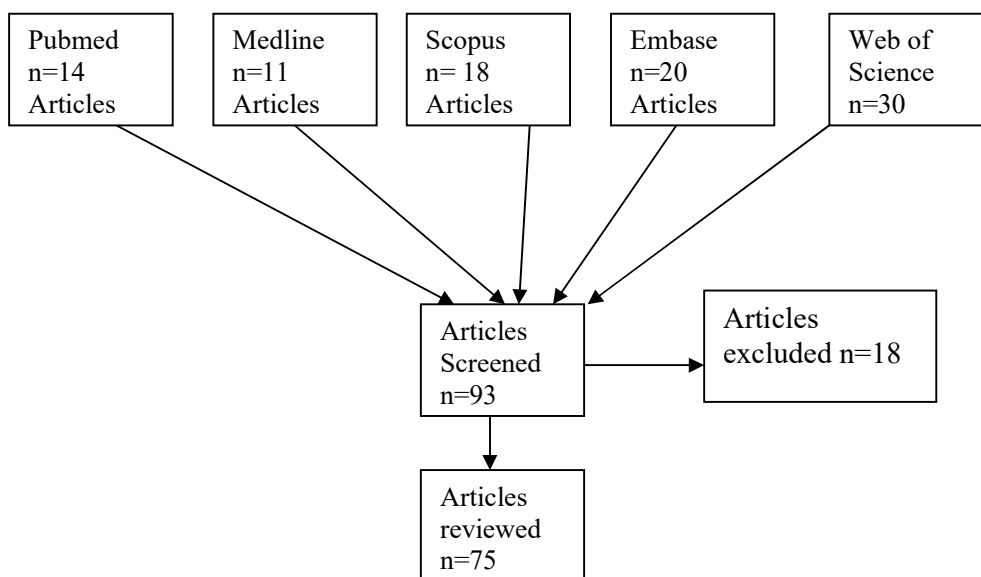 Pubmed
n=14
Articles
Medline
n=11
Articles
Scopus
n= 18
Articles
Embase
n=20
Articles
Web of
Science
n=30
Articles
Screened
n=93
Articles
excluded n=18
Articles
reviewed
n=75